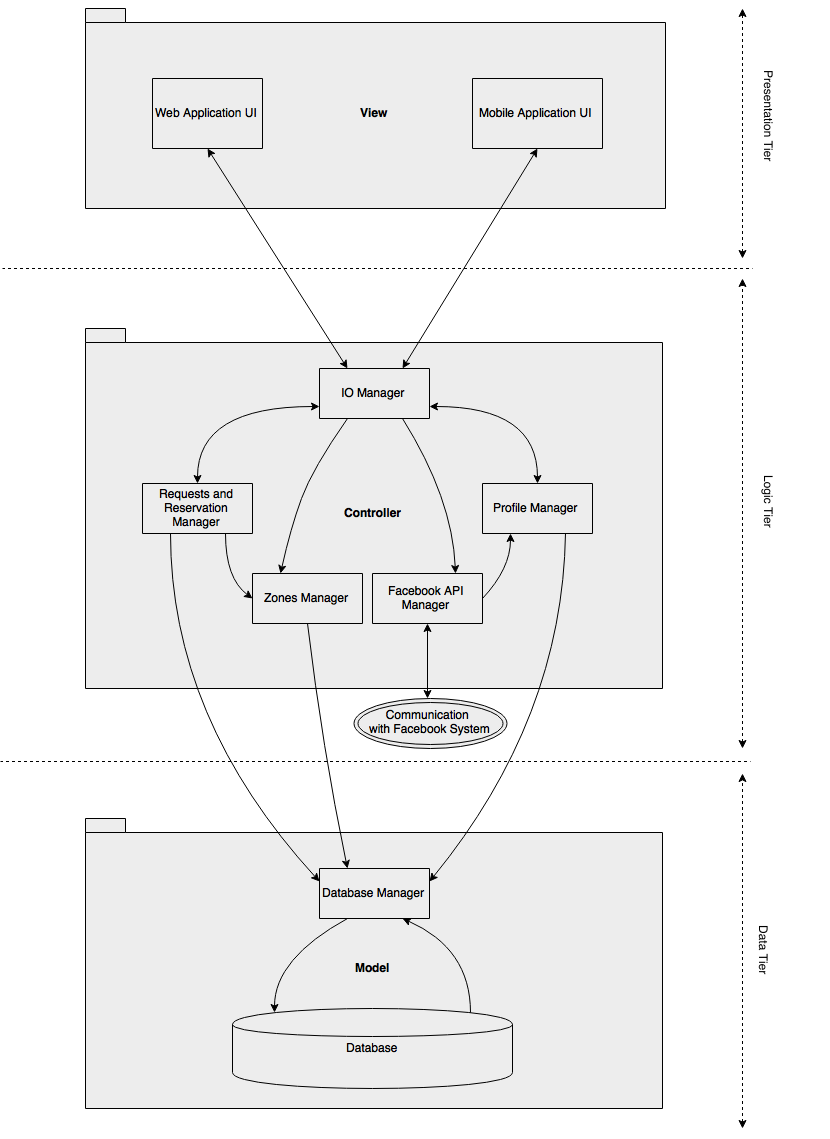 Presentation Tier
Web Application UI
View
Mobile Application UI
IO Manager
Requests and
Reservation
Manager
Controller
Profile Manager
Logic Tier
Zones Manager
Facebook API
Manager
Communication
with Facebook System
Database Manager
Data Tier
Model
Database